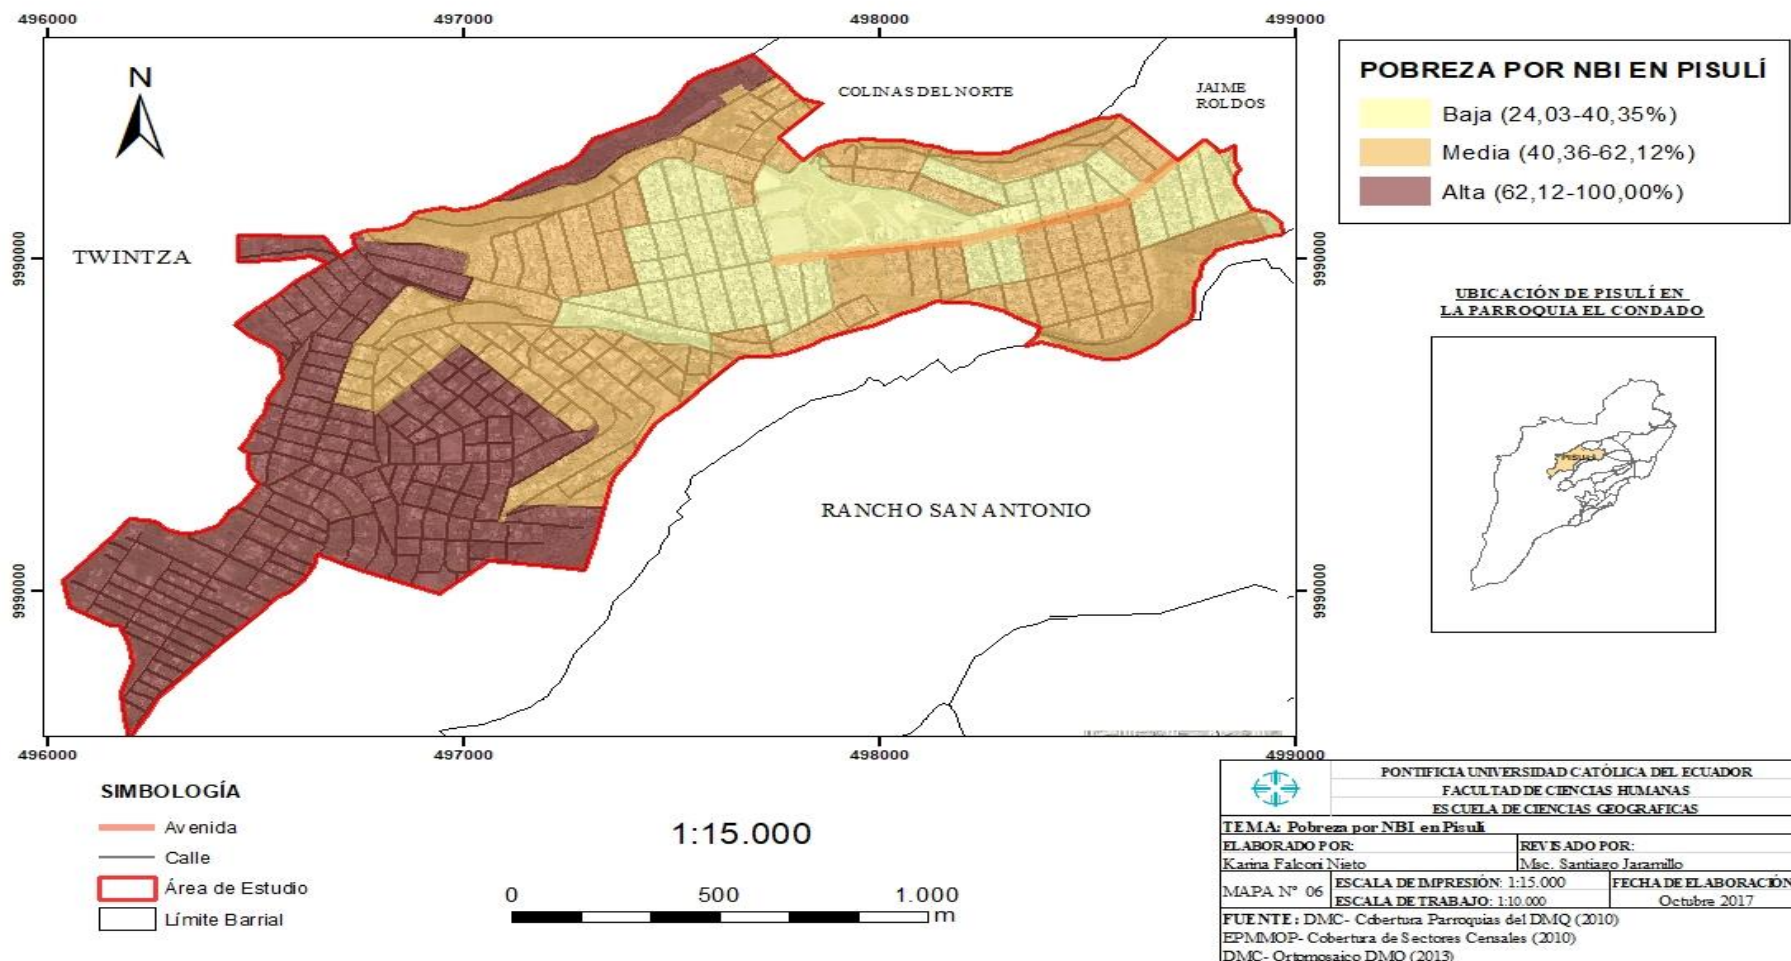 496000
497000
498000
499000
N
COLINAS DEL NORTE
JAIME
ROLDOS
TWINTZA
RANCHO SAN ANTONIO
9990000
9990000
9990000
9990000
496000
497000
498000
499000
POBREZA POR NBI EN PISULÍ
Baja (24,03-40,35%)
Media (40,36-62,12%)
Alta (62,12-100,00%)
UBICACIÓN DE PISULÍ EN
LA PARROQUIA EL CONDADO
PISULÍ
SIMBOLOGÍA
Avenida
Calle
Área de Estudio
Límite Barrial
1:15.000
0 500 1.000
m
PONTIFICIA UNIVERSIDAD CATÓLICA DEL ECUADOR
FACULTAD DE CIENCIAS HUMANAS
ESCUELA DE CIENCIAS GEOGRAFICAS
TEMA: Pobreza por NBI en Pisulí
ELABORADO POR: REVISADO POR:
Karina Falconí Nieto Msc. Santiago Jaramillo
MAPA N° 06
ESCALA DE IMPRESIÓN: 1:15.000
ESCALA DE TRABAJO: 1:10.000
FECHA DE ELABORACIÓN
Octubre 2017
FUENTE: DMC- Cobertura Parroquias del DMQ (2010)
EPMMOP- Cobertura de Sectores Censales (2010)
DMC- Ortomosaico DMQ (2013)